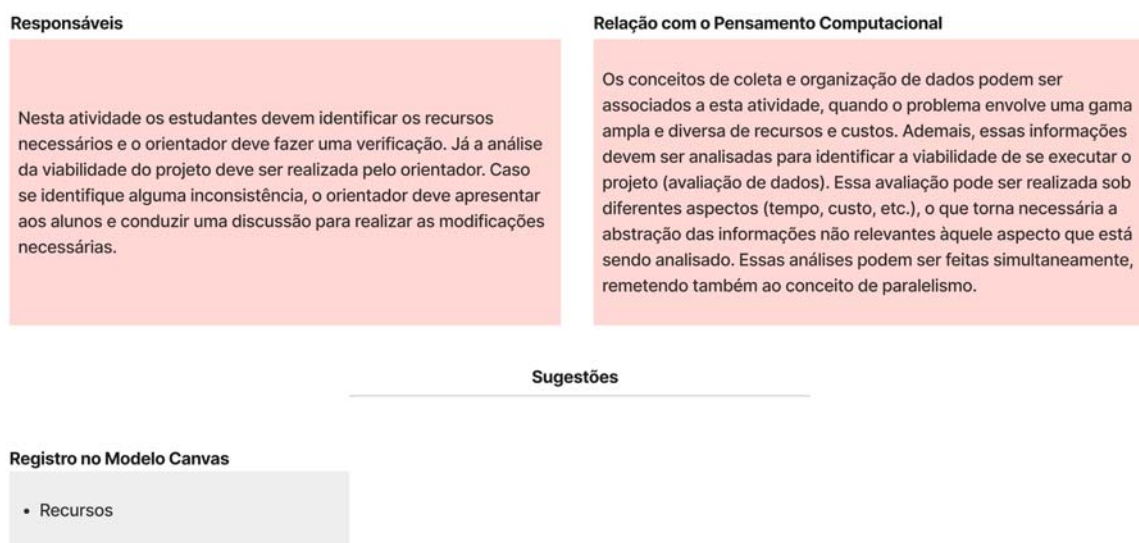 Responsáveis
Nesta atividade os estudantes devem identificar os recursos
necessários e o orientador deve fazer uma verificação. Já a análise
da viabilidade do projeto deve ser realizada pelo orientador. Caso
se identifique alguma inconsistência, o orientador deve apresentar
aos alunos e conduzir uma discussão para realizar as modificações
necessárias.
Relação com o Pensamento Computacional
Os conceitos de coleta e organização de dados podem ser
associados a esta atividade, quando o problema envolve uma gama
ampla e diversa de recursos e custos. Ademais, essas informações
devem ser analisadas para identificar a viabilidade de se executar o
projeto (avaliação de dados). Essa avaliação pode ser realizada sob
diferentes aspectos (tempo, custo, etc.), o que torna necessária a
abstração das informações não relevantes àquele aspecto que está
sendo analisado. Essas análises podem ser feitas simultaneamente,
remetendo também ao conceito de paralelismo.
Sugestões
Registro no Modelo Canvas
• Recursos